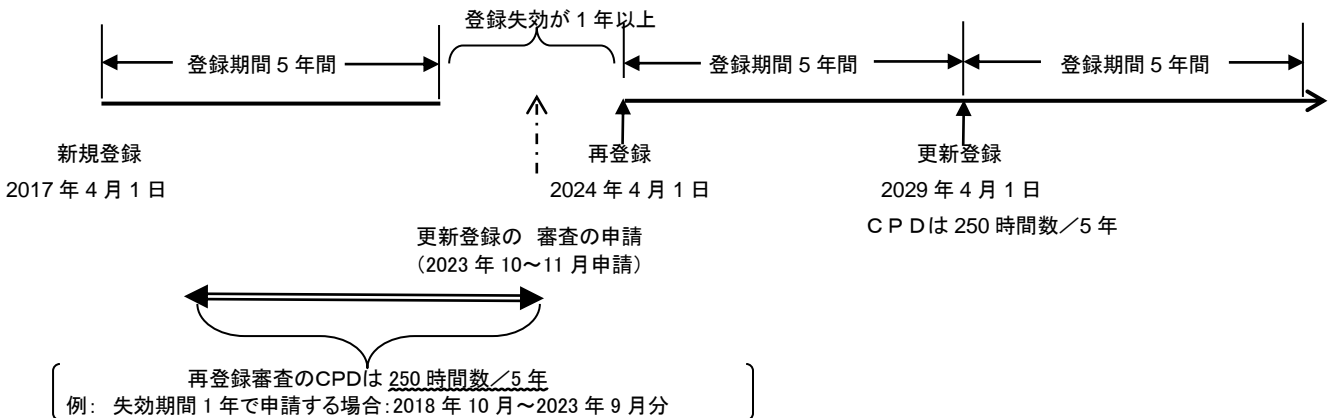 登録失効が 1 年以上
登録期間 5 年間
登録期間 5 年間
登録期間 5 年間
新規登録
2017 年 4 月 1 日
再登録
2024 年 4 月 1 日
更新登録
2029 年 4 月 1 日
ＣＰＤは 250 時間数／5 年
更新登録の 審査の申請
（2023 年 10～11 月申請）
再登録審査のCPDは 250 時間数／5 年
例： 失効期間 1 年で申請する場合：2018 年 10 月～2023 年 9 月分